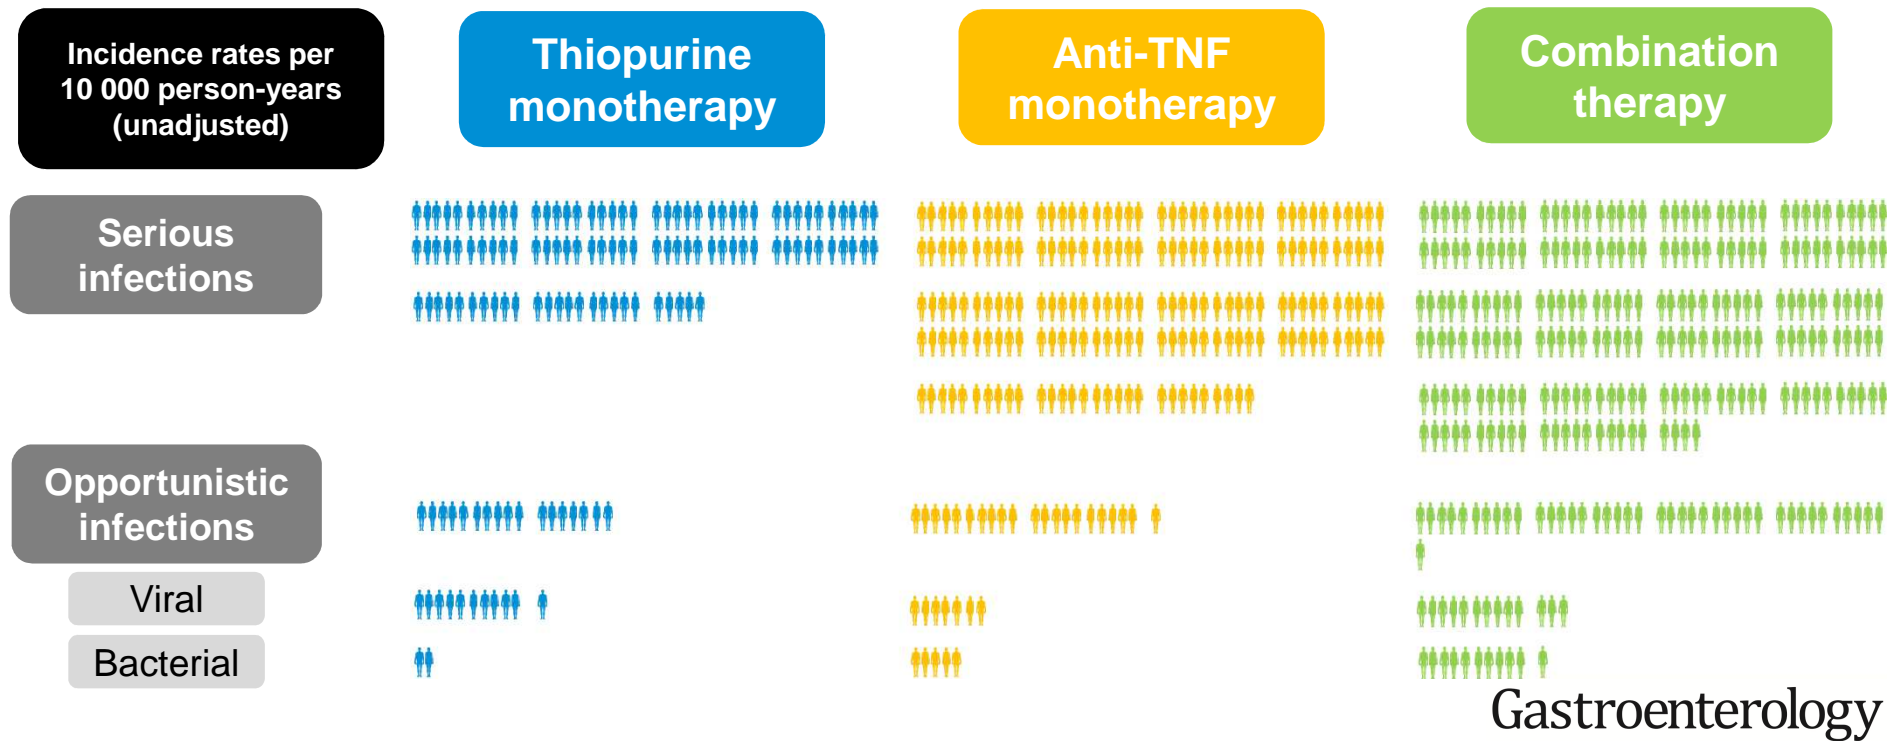 Incidence rates per
10 000 person-years
(unadjusted)
Thiopurine
monotherapy
Anti-TNF
monotherapy
Combination
therapy
Serious
infections
Opportunistic
infections
Viral
Bacterial
Gastroenterology